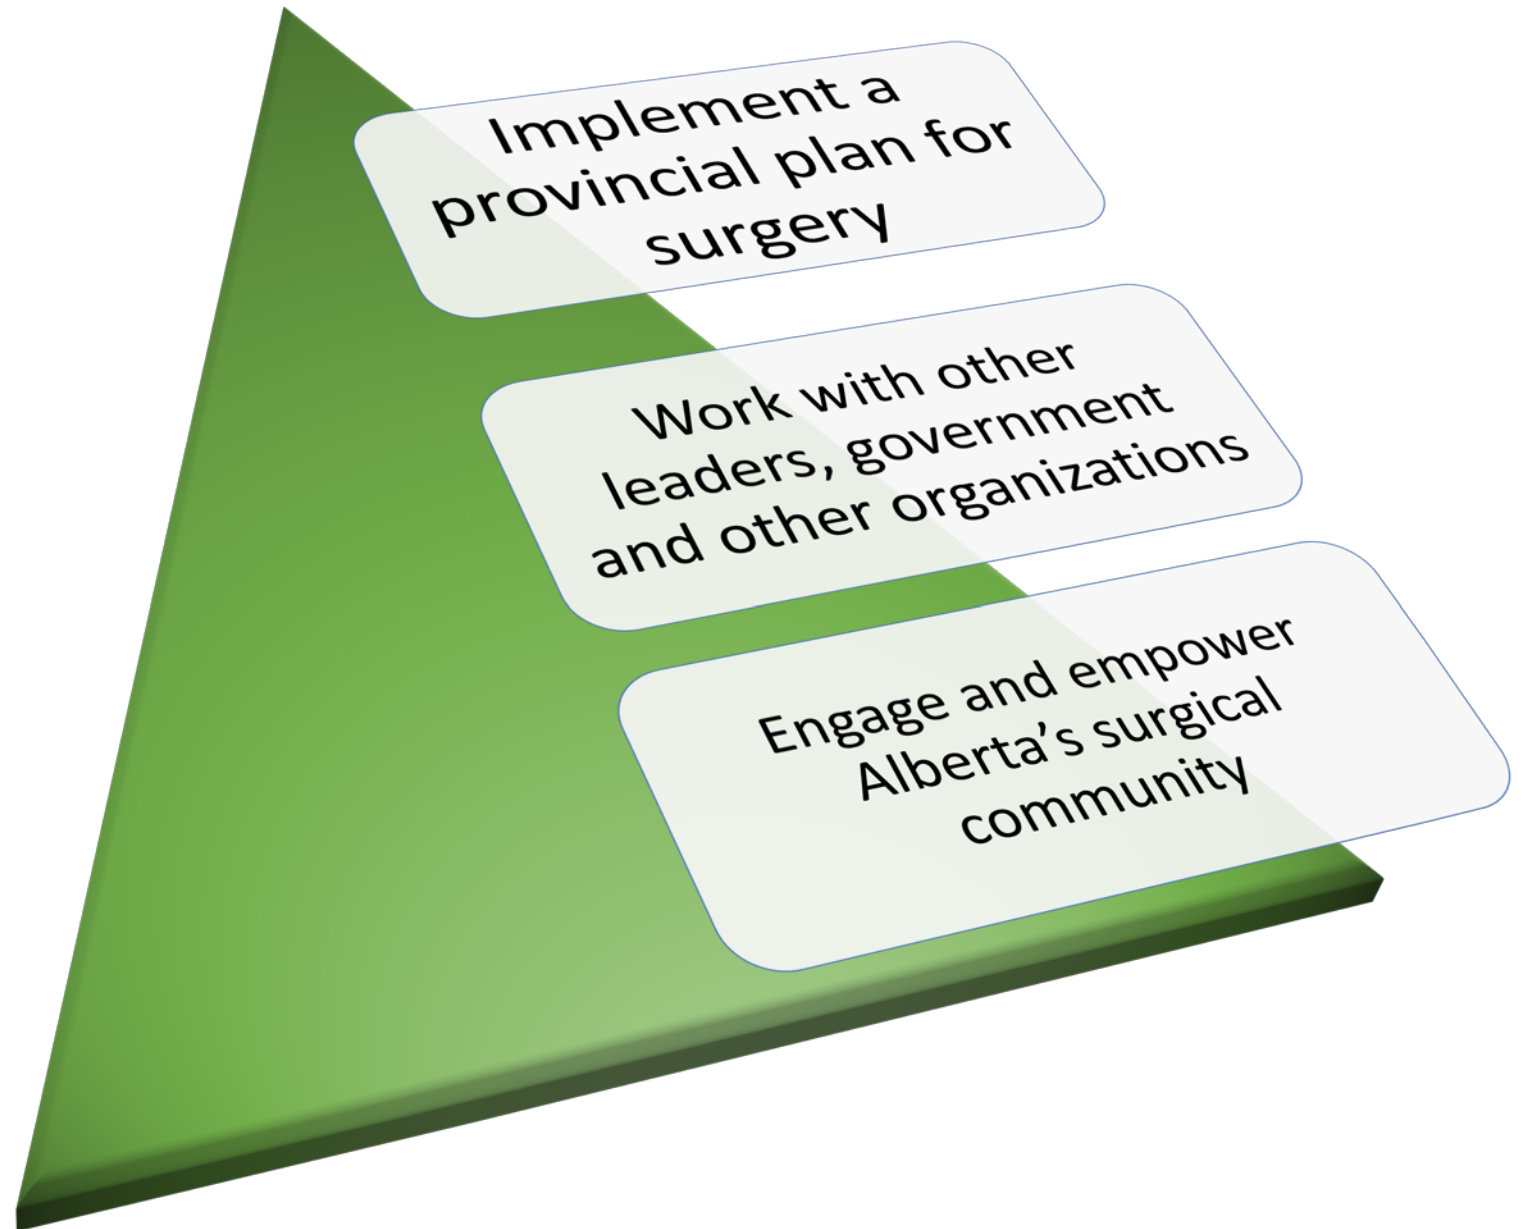 Implement a
provincial plan for
surgery
Work with other
leaders, government
and other organizations
Engage and empower
Alberta’s surgical
community